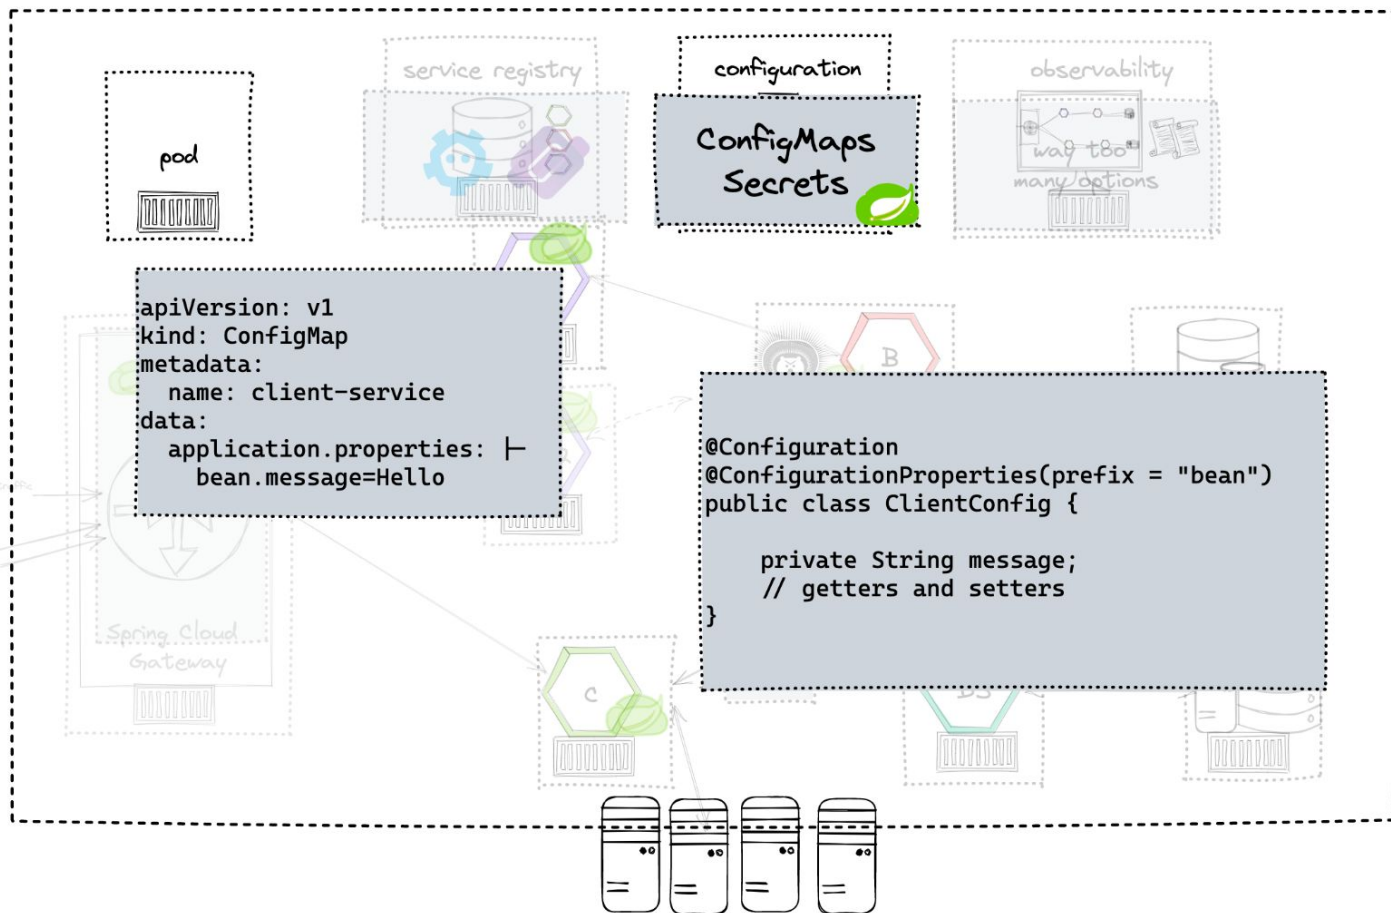 service registry
configuration
observability
pod
ConfigMaps
Secrets
way too
many options
apiVersion: v1
kind: ConfigMap
metadata:
  name: client-service
data:
  application.properties: |-
    bean.message=Hello
B
@Configuration
@ConfigurationProperties(prefix = "bean")
public class ClientConfig {
    private String message;
    // getters and setters
}
Spring Cloud
Gateway
C